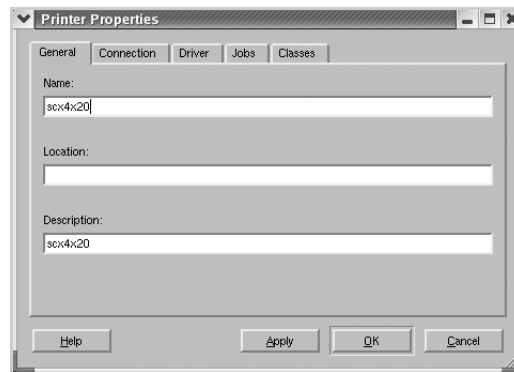 Printer Properties
General Connection Driver Jobs Classes
Name:
scx4x20
Location:
Description:
scx4x20
Help Apply OK Cancel